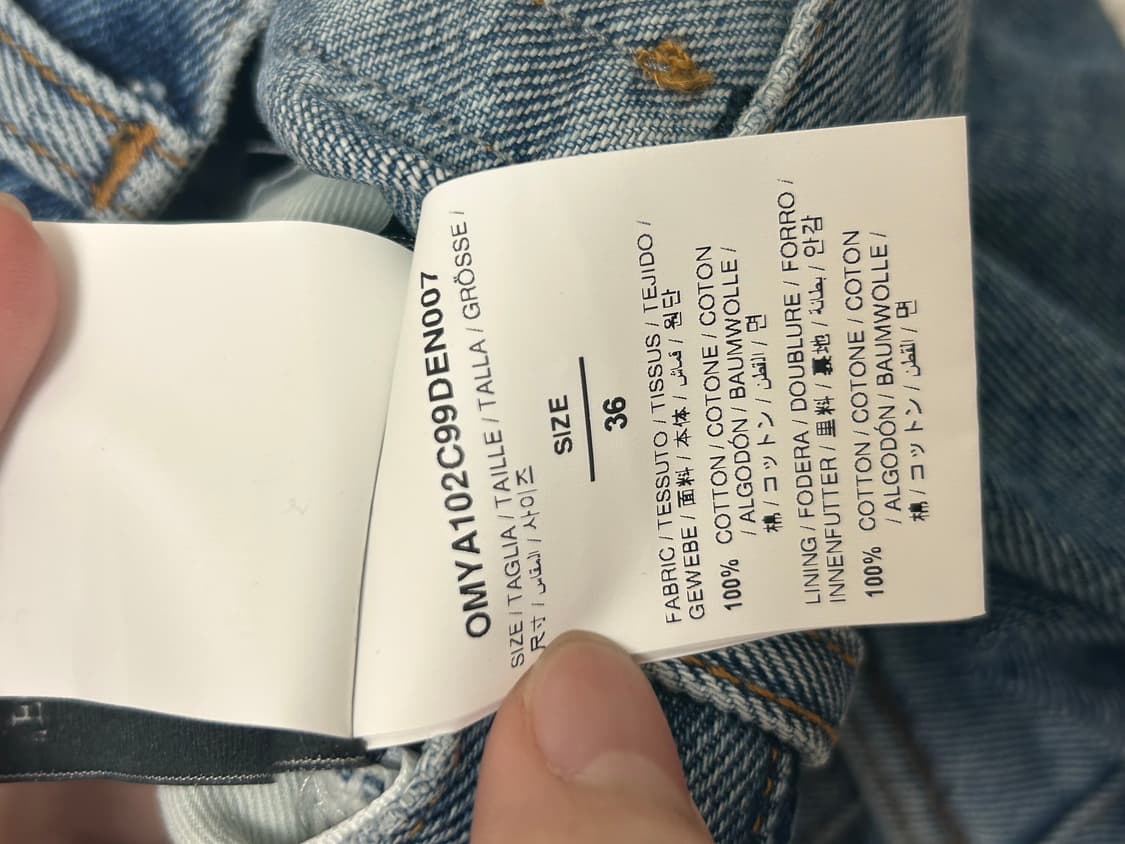 OMYA102C99DEN007
SIZE / TAGLIA / TAILLE / TALLA / GRÖSSE /
尺寸 / المقاس / 사이즈
SIZE
36
FABRIC / TESSUTO / TISSUS / TEJIDO /
GEWEBE / 面料 / 本体 / قماش / 원단
100% COTTON / COTONE / COTON
/ ALGODÓN / BAUMWOLLE /
棉 / コットン / القطن / 면
LINING / FODERA / DOUBLURE / FORRO /
INNENFUTTER / 里料 / 裏地 / بطانة / 안감
100% COTTON / COTONE / COTON
/ ALGODÓN / BAUMWOLLE /
棉 / コットン / القطن / 면